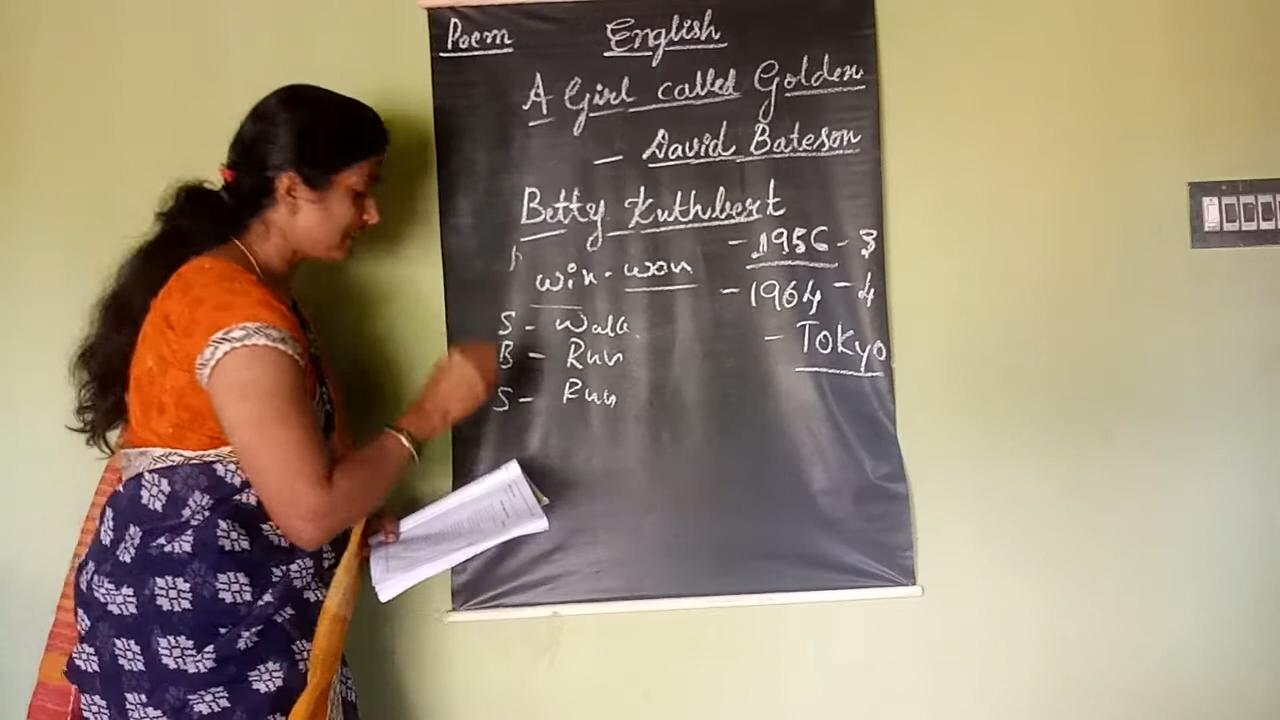 Poem
English
A Girl called Golden
- David Bateson
Betty Kuthbert
win - won
- 1956 - 3
- 1964 - 4
- Tokyo
S - Walk
B - Run
S - Run